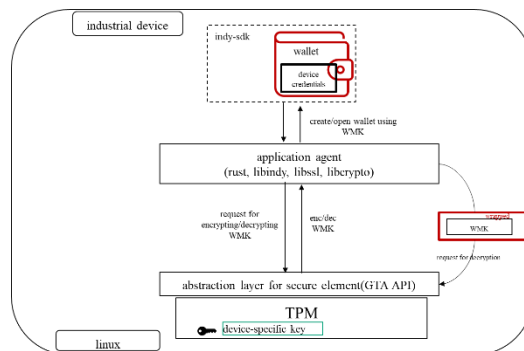 industrial device
indy-sdk
wallet
device
credentials
create/open wallet using
WMK
application agent
(rust, libindy, libssl, libcrypto)
request for
encrypting/decrypting
WMK
enc/dec
WMK
wrapped
WMK
request for decryption
abstraction layer for secure element(GTA API)
TPM
device-specific key
linux